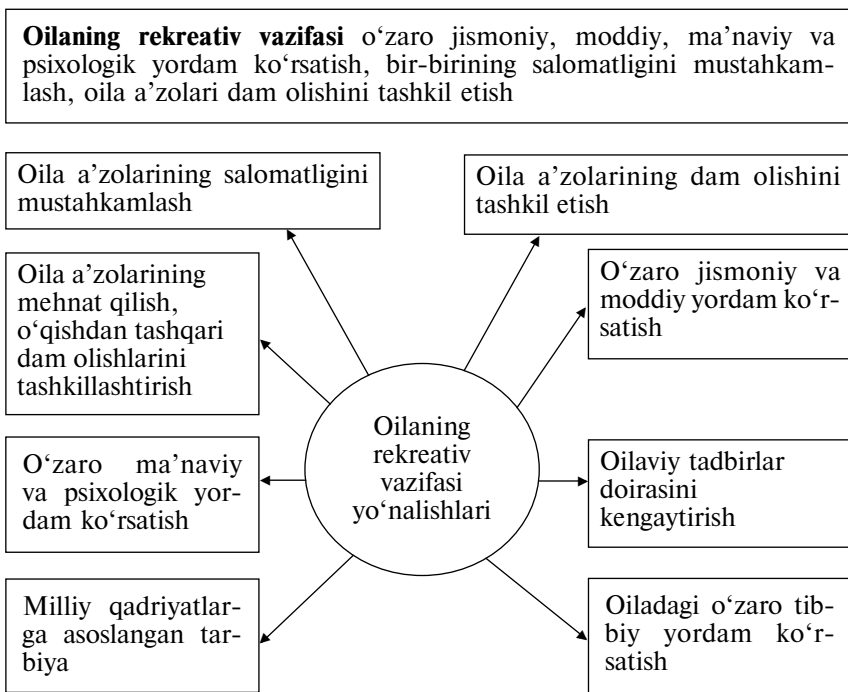 Oilaning rekreativ vazifasi o‘zaro jismoniy, moddiy, ma’naviy va
psixologik yordam ko‘rsatish, bir-birining salomatligini mustahkam-
lash, oila a’zolari dam olishini tashkil etish
Oila a’zolarining salomatligini
mustahkamlash
Oila a’zolarining dam olishini
tashkil etish
Oila a’zolarining
mehnat qilish,
o‘qishdan tashqari
dam olishlarini
tashkillashtirish
O‘zaro jismoniy va
moddiy yordam ko‘r-
satish
Oilaning
rekreativ
vazifasi
yo‘nalishlari
O‘zaro ma’naviy
va psixologik yor-
dam ko‘rsatish
Oilaviy tadbirlar
doirasini
kengaytirish
Milliy qadriyatlar-
ga asoslangan tar-
biya
Oiladagi o‘zaro tib-
biy yordam ko‘r-
satish